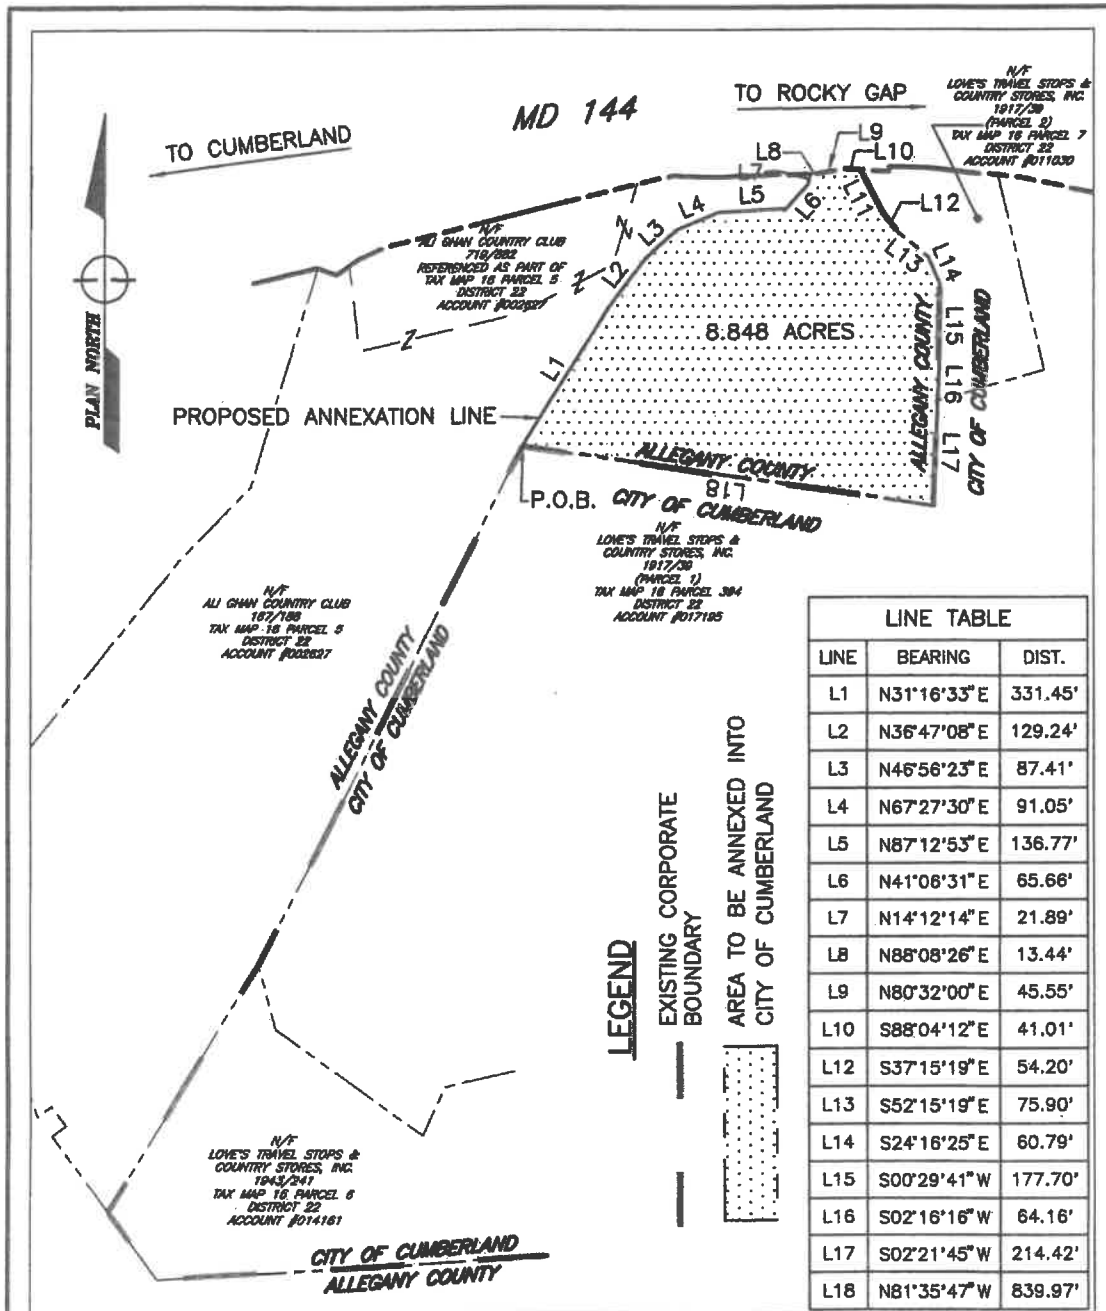 MD 144
TO ROCKY GAP
TO CUMBERLAND
N/F
LOVE'S TRAVEL STOPS &
COUNTRY STORES, INC.
1917/39
(PARCEL 2)
TAX MAP 16 PARCEL 7
DISTRICT 22
ACCOUNT #011030
L9
L8
L10
L7
L6
L11
L5
L12
L4
L3
L13
L14
L2
N/F
ALI GHAN COUNTRY CLUB
719/662
REFERENCED AS PART OF
TAX MAP 16 PARCEL 5
DISTRICT 22
ACCOUNT #002627
Z
Z
Z
PLAN NORTH
8.848 ACRES
L15
L16
L17
ALLEGANY COUNTY
CITY OF CUMBERLAND
L1
PROPOSED ANNEXATION LINE
ALLEGANY COUNTY
L18
P.O.B.
CITY OF CUMBERLAND
N/F
LOVE'S TRAVEL STOPS &
COUNTRY STORES, INC.
1917/39
(PARCEL 1)
TAX MAP 16 PARCEL 394
DISTRICT 22
ACCOUNT #017195
N/F
ALI GHAN COUNTRY CLUB
167/166
TAX MAP 16 PARCEL 5
DISTRICT 22
ACCOUNT #002627
ALLEGANY COUNTY
CITY OF CUMBERLAND
LEGEND
EXISTING CORPORATE
BOUNDARY
AREA TO BE ANNEXED INTO
CITY OF CUMBERLAND
N/F
LOVE'S TRAVEL STOPS &
COUNTRY STORES, INC.
1943/241
TAX MAP 16 PARCEL 6
DISTRICT 22
ACCOUNT #014161
CITY OF CUMBERLAND
ALLEGANY COUNTY
LINE TABLE
LINE BEARING DIST.
L1 N31°16'33"E 331.45'
L2 N36°47'08"E 129.24'
L3 N46°56'23"E 87.41'
L4 N67°27'30"E 91.05'
L5 N87°12'53"E 136.77'
L6 N41°06'31"E 65.66'
L7 N14°12'14"E 21.89'
L8 N88°08'26"E 13.44'
L9 N80°32'00"E 45.55'
L10 S88°04'12"E 41.01'
L12 S37°15'19"E 54.20'
L13 S52°15'19"E 75.90'
L14 S24°16'25"E 60.79'
L15 S00°29'41"W 177.70'
L16 S02°16'16"W 64.16'
L17 S02°21'45"W 214.42'
L18 N81°35'47"W 839.97'